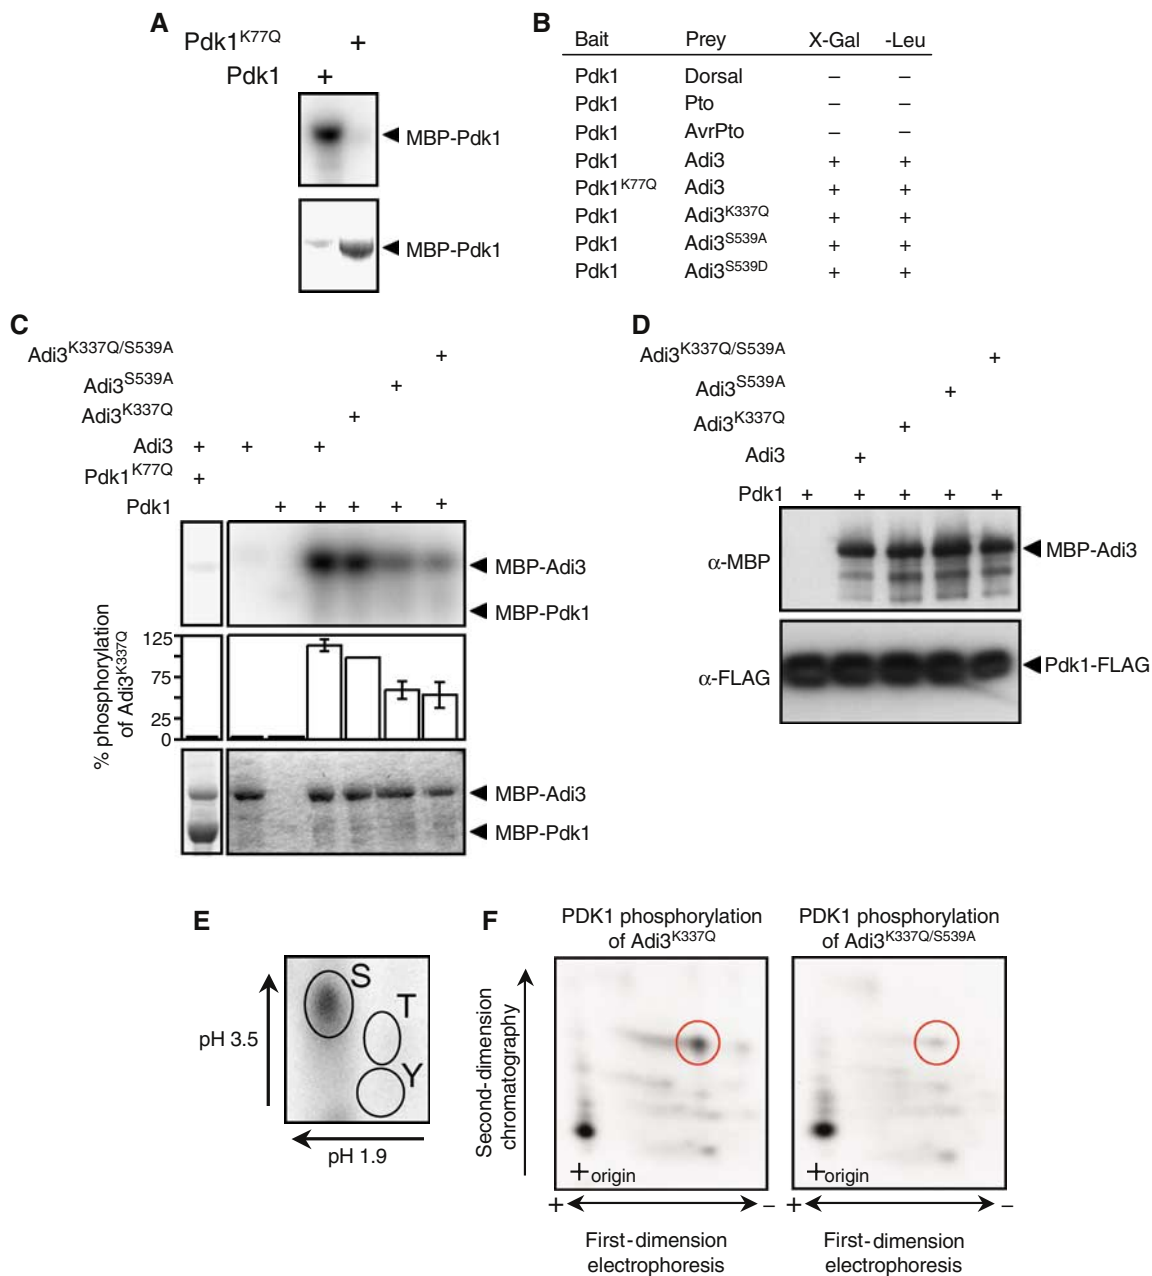 A
Pdk1K77Q +
Pdk1 +
MBP-Pdk1
MBP-Pdk1
B
Bait Prey X-Gal -Leu
Pdk1 Dorsal – –
Pdk1 Pto – –
Pdk1 AvrPto – –
Pdk1 Adi3 + +
Pdk1K77Q Adi3 + +
Pdk1 Adi3K337Q + +
Pdk1 Adi3S539A + +
Pdk1 Adi3S539D + +
C
Adi3K337Q/S539A +
Adi3S539A +
Adi3K337Q +
Adi3 + + +
Pdk1K77Q +
Pdk1 + + + + +
MBP-Adi3
MBP-Pdk1
% phosphorylation
of Adi3K337Q
125
75
25
0
MBP-Adi3
MBP-Pdk1
D
Adi3K337Q/S539A +
Adi3S539A +
Adi3K337Q +
Adi3 +
Pdk1 + + + + +
α-MBP
MBP-Adi3
α-FLAG
Pdk1-FLAG
E
pH 3.5
S
T
Y
pH 1.9
F
PDK1 phosphorylation
of Adi3K337Q
PDK1 phosphorylation
of Adi3K337Q/S539A
Second-dimension
chromatography
+origin
+origin
+ –
+ –
First-dimension
electrophoresis
First-dimension
electrophoresis